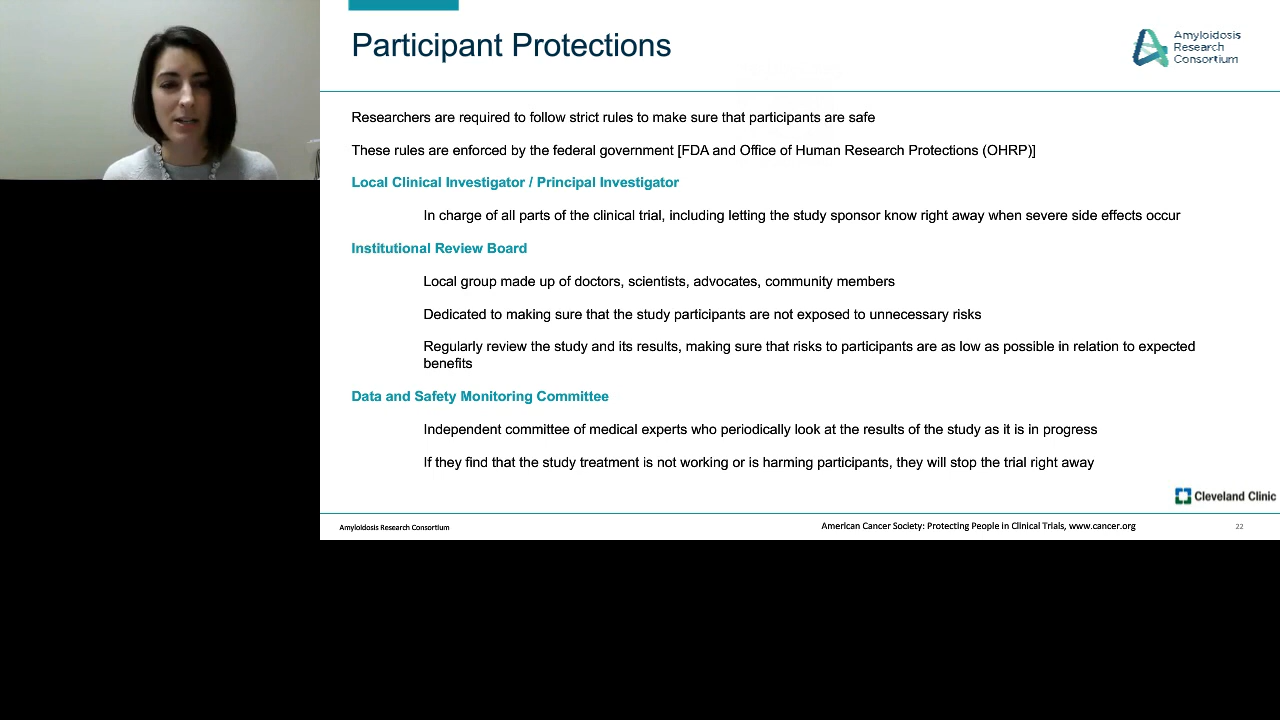 Participant Protections
Amyloidosis
Research
Consortium
Researchers are required to follow strict rules to make sure that participants are safe
These rules are enforced by the federal government [FDA and Office of Human Research Protections (OHRP)]
Local Clinical Investigator / Principal Investigator
In charge of all parts of the clinical trial, including letting the study sponsor know right away when severe side effects occur
Institutional Review Board
Local group made up of doctors, scientists, advocates, community members
Dedicated to making sure that the study participants are not exposed to unnecessary risks
Regularly review the study and its results, making sure that risks to participants are as low as possible in relation to expected
benefits
Data and Safety Monitoring Committee
Independent committee of medical experts who periodically look at the results of the study as it is in progress
If they find that the study treatment is not working or is harming participants, they will stop the trial right away
Cleveland Clinic
Amyloidosis Research Consortium
American Cancer Society: Protecting People in Clinical Trials, www.cancer.org
22